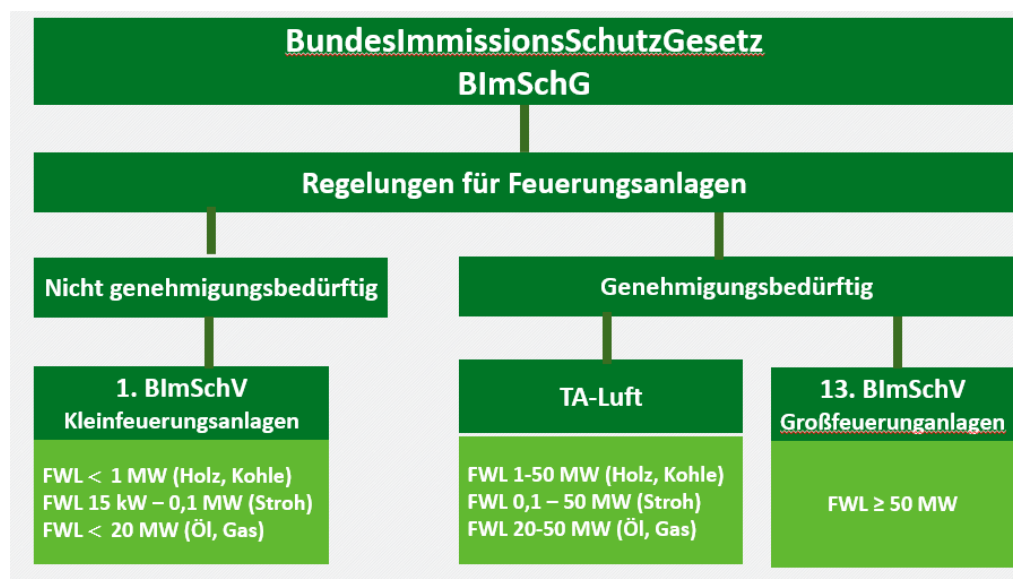 BundesImmissionsSchutzGesetz
BImSchG
Regelungen für Feuerungsanlagen
Nicht genehmigungsbedürftig
Genehmigungsbedürftig
1. BImSchV
Kleinfeuerungsanlagen
FWL < 1 MW (Holz, Kohle)
FWL 15 kW – 0,1 MW (Stroh)
FWL < 20 MW (Öl, Gas)
TA-Luft
FWL 1-50 MW (Holz, Kohle)
FWL 0,1 – 50 MW (Stroh)
FWL 20-50 MW (Öl, Gas)
13. BImSchV
Großfeuerunganlagen
FWL ≥ 50 MW